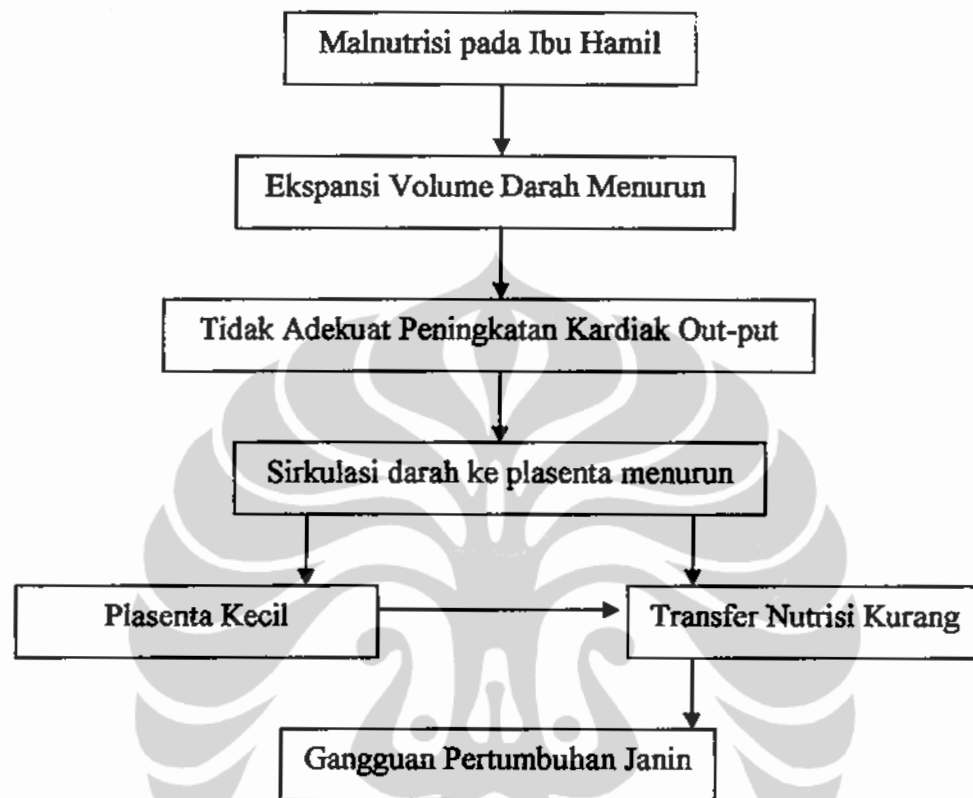 Malnutrisi pada Ibu Hamil
Ekspansi Volume Darah Menurun
Tidak Adekuat Peningkatan Kardiak Out-put
Sirkulasi darah ke plasenta menurun
Plasenta Kecil
Transfer Nutrisi Kurang
Gangguan Pertumbuhan Janin